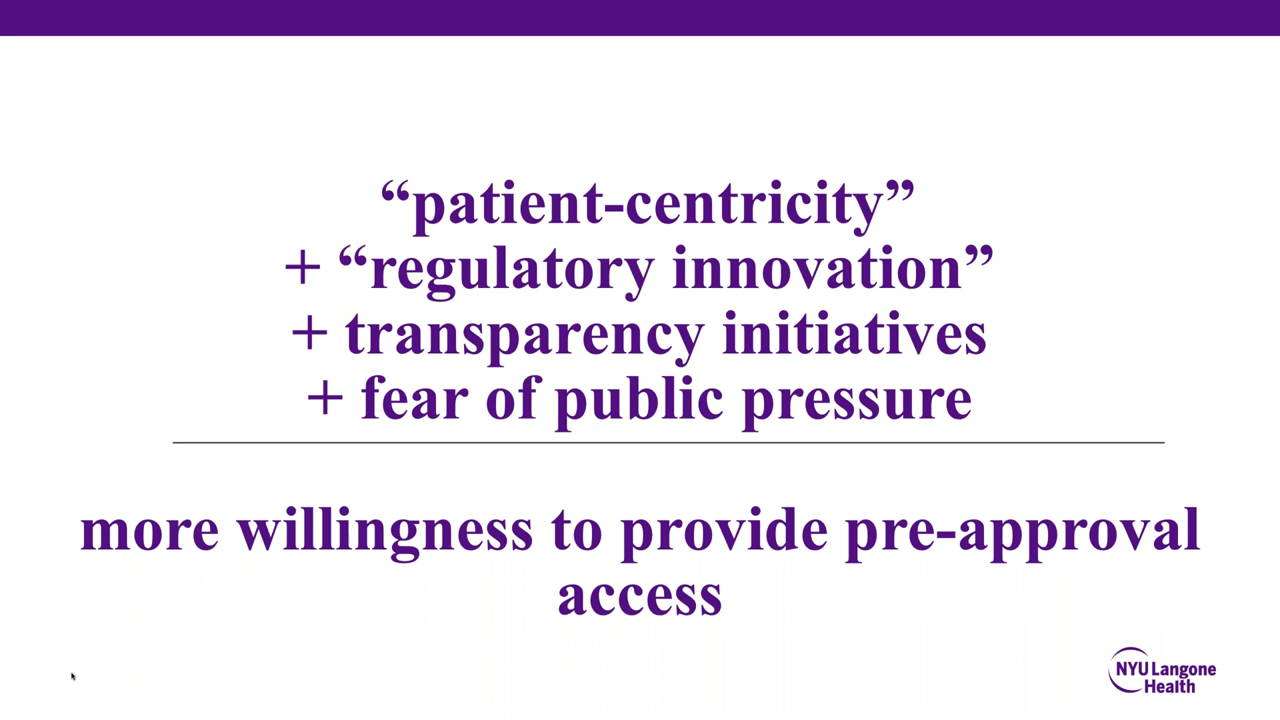 “patient-centricity”
+ “regulatory innovation”
+ transparency initiatives
+ fear of public pressure
more willingness to provide pre-approval
access
NYU Langone
Health